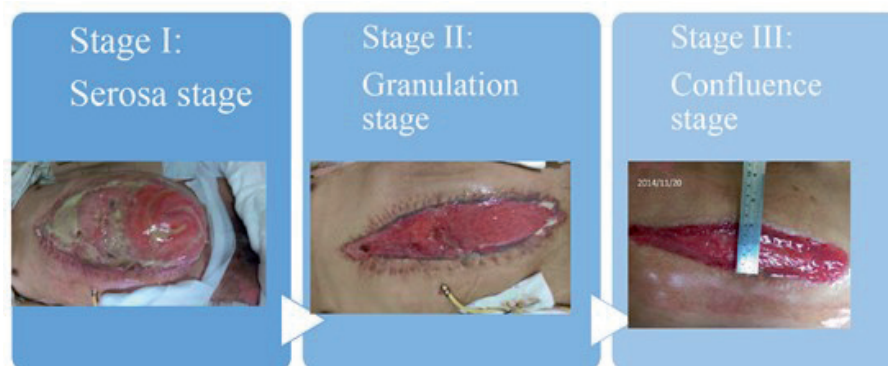 Stage I:
Serosa stage
Stage II:
Granulation
stage
Stage III:
Confluence
stage
2014/11/20